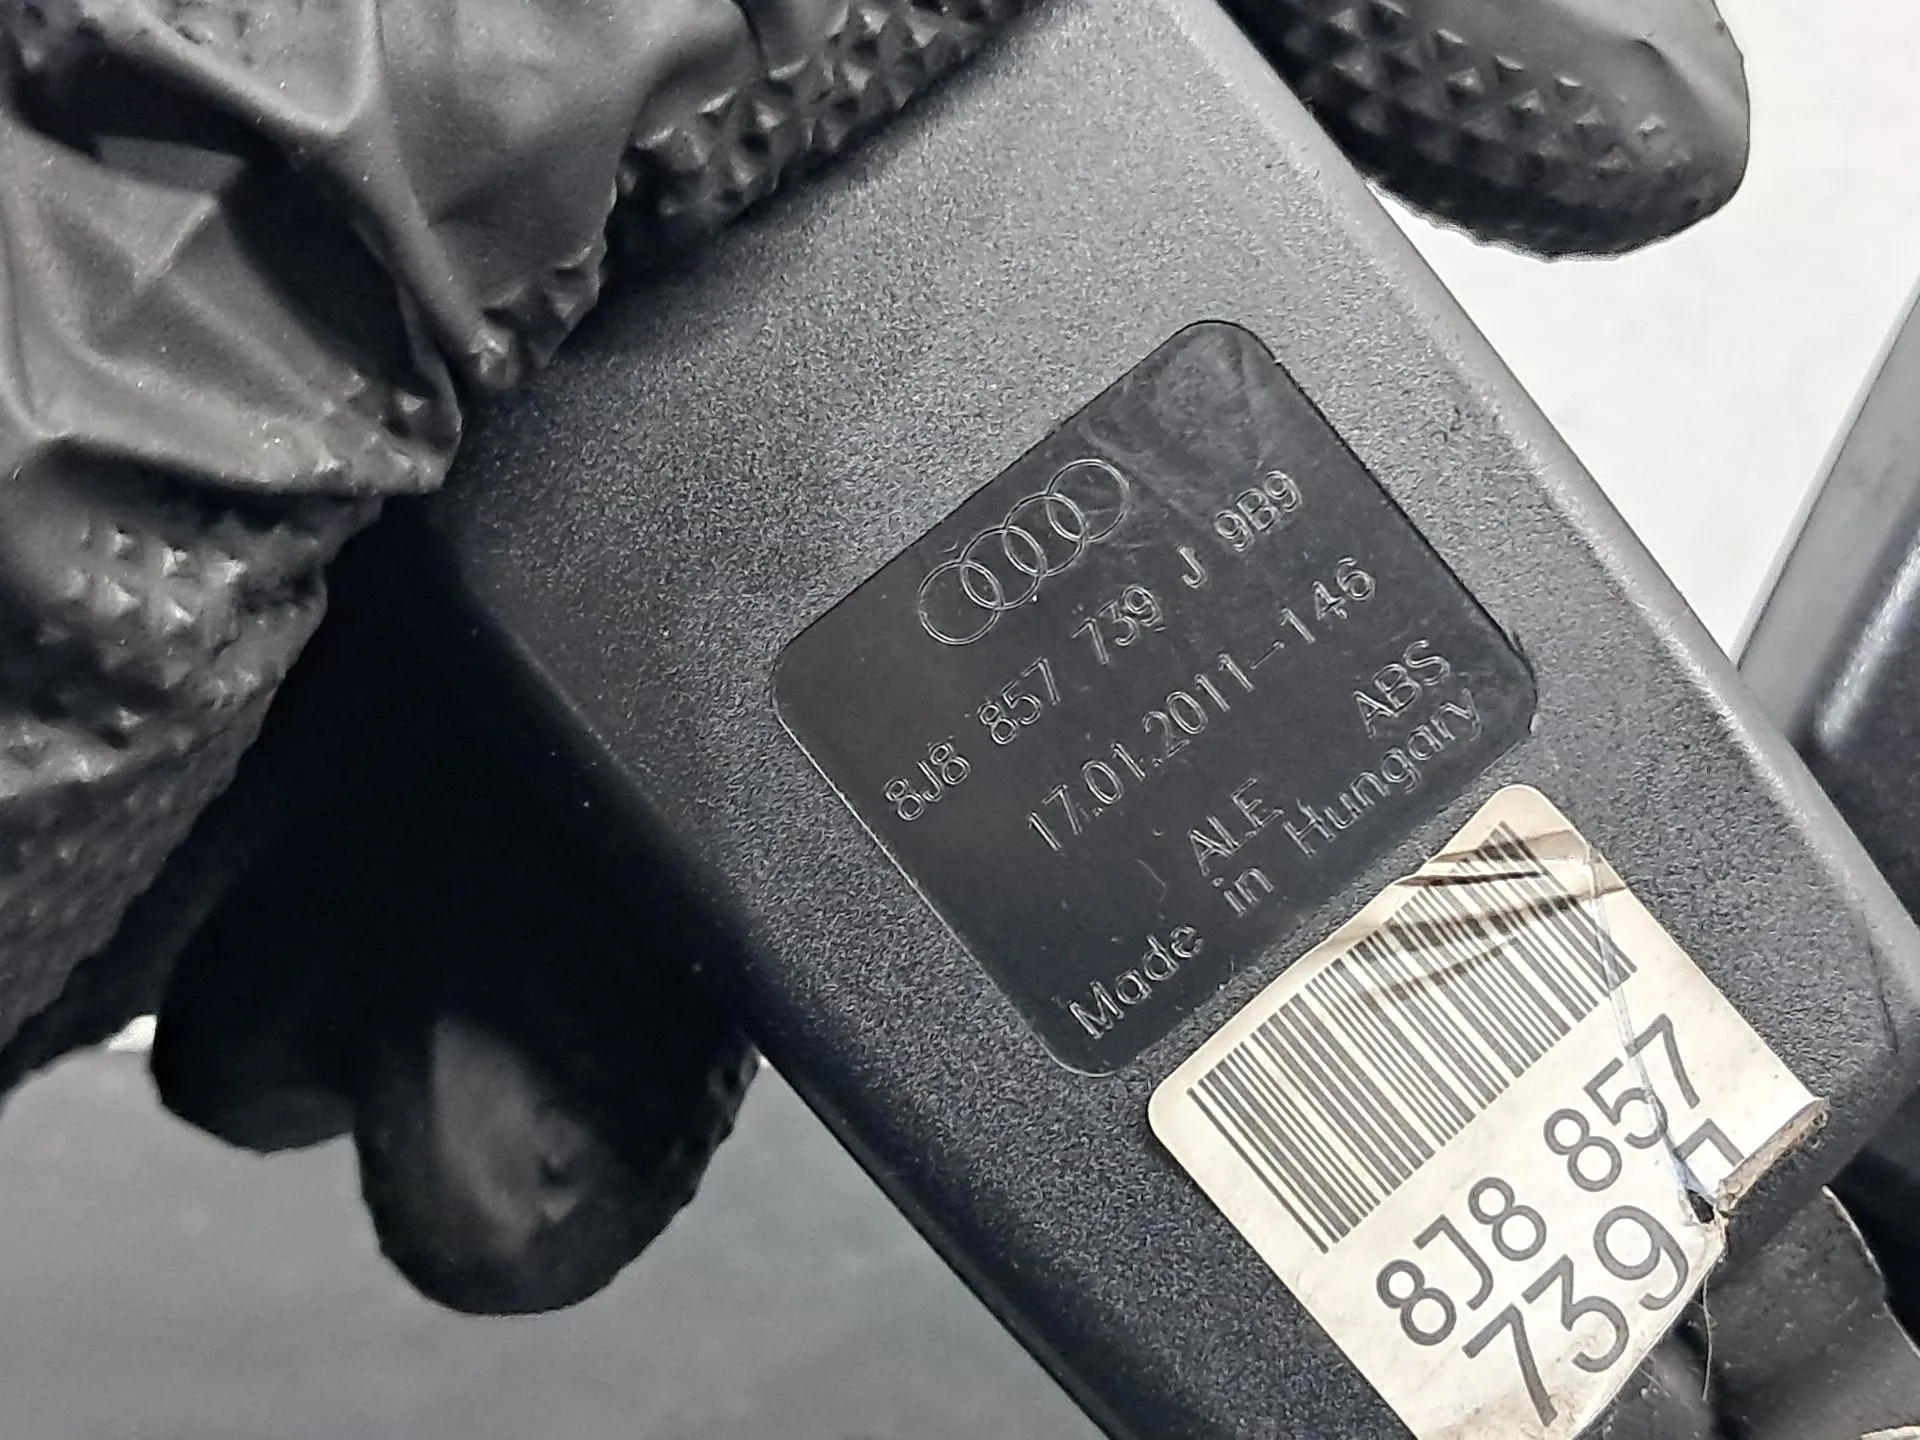 8J8 857 739 J 9B9
17.01.2011-146
ALE ABS
Made in Hungary
8J8 857
739